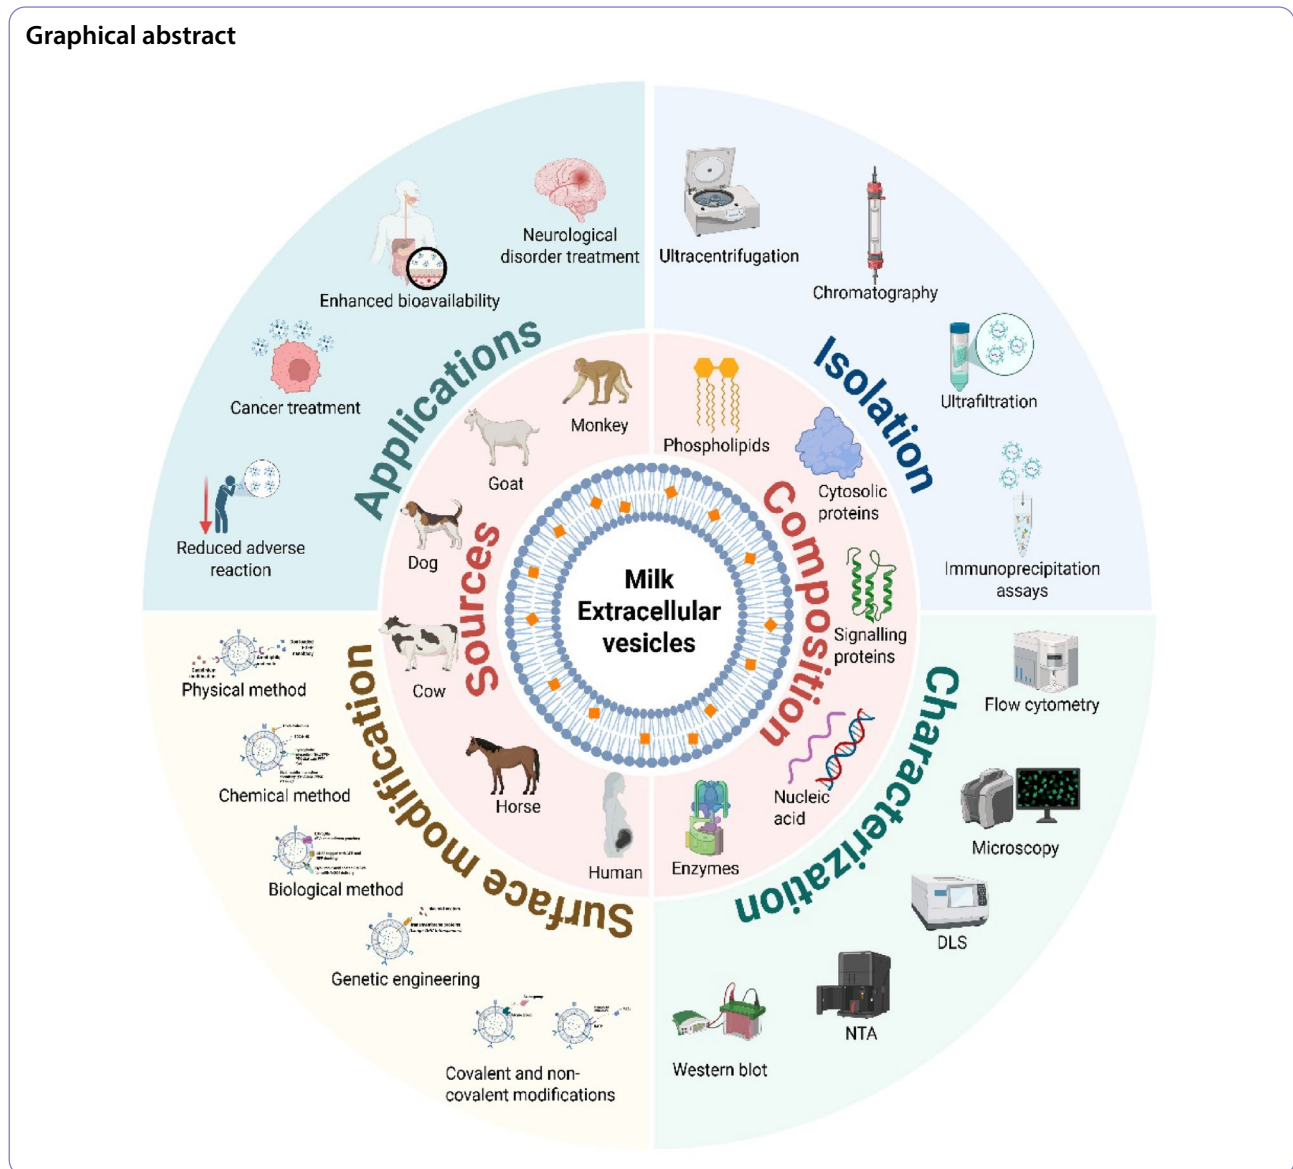 Graphical abstract
Applications
Neurological
disorder treatment
Enhanced bioavailability
Cancer treatment
Reduced adverse
reaction
Isolation
Ultracentrifugation
Chromatography
Ultrafiltration
Immunoprecipitation
assays
Sources
Monkey
Goat
Dog
Cow
Horse
Human
Composition
Phospholipids
Cytosolic
proteins
Signalling
proteins
Nucleic
acid
Enzymes
Milk
Extracellular
vesicles
Surface modification
Physical method
Chemical method
Biological method
Genetic engineering
Covalent and non-
covalent modifications
Characterization
Flow cytometry
Microscopy
DLS
NTA
Western blot